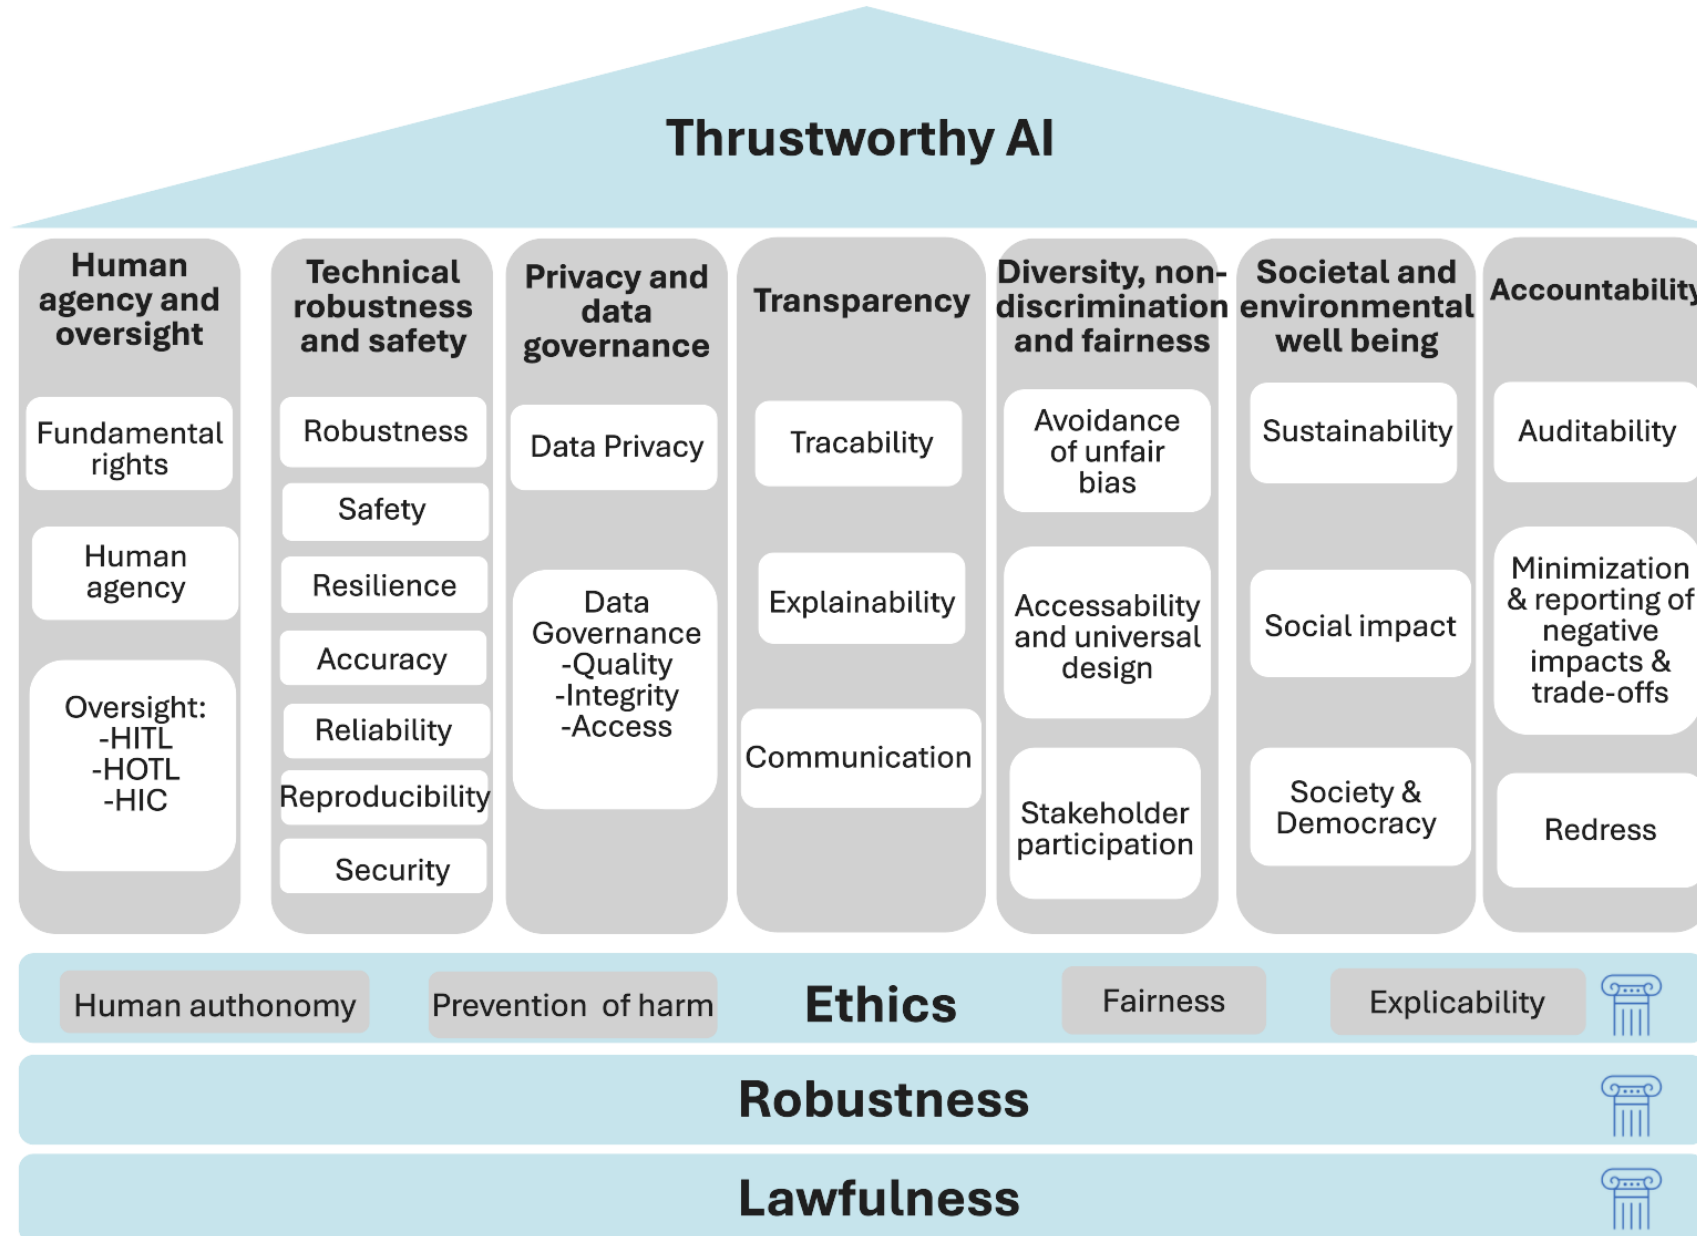 Thrustworthy AI
Human
agency and
oversight
Fundamental
rights
Human
agency
Oversight:
-HITL
-HOTL
-HIC
Technical
robustness
and safety
Robustness
Safety
Resilience
Accuracy
Reliability
Reproducibility
Security
Privacy and
data
governance
Data Privacy
Data
Governance
-Quality
-Integrity
-Access
Transparency
Tracability
Explainability
Communication
Diversity, non-
discrimination
and fairness
Avoidance
of unfair
bias
Accessability
and universal
design
Stakeholder
participation
Societal and
environmental
well being
Sustainability
Social impact
Society &
Democracy
Accountability
Auditability
Minimization
& reporting of
negative
impacts &
trade-offs
Redress
Human authonomy
Prevention of harm
Ethics
Fairness
Explicability
Robustness
Lawfulness